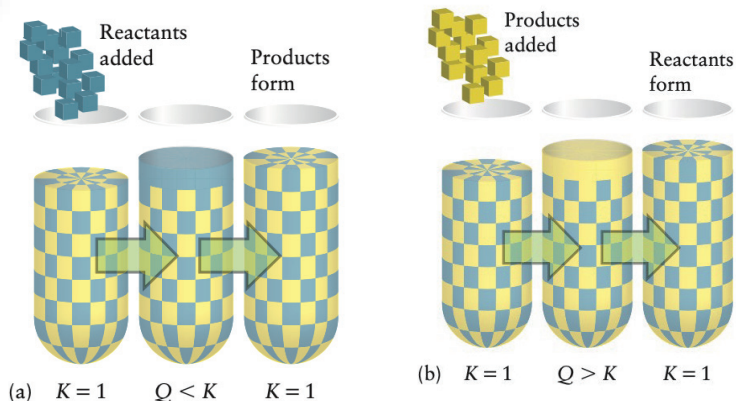 Reactants
added
Products
form
(a) K = 1 Q < K K = 1
Products
added
Reactants
form
(b) K = 1 Q > K K = 1